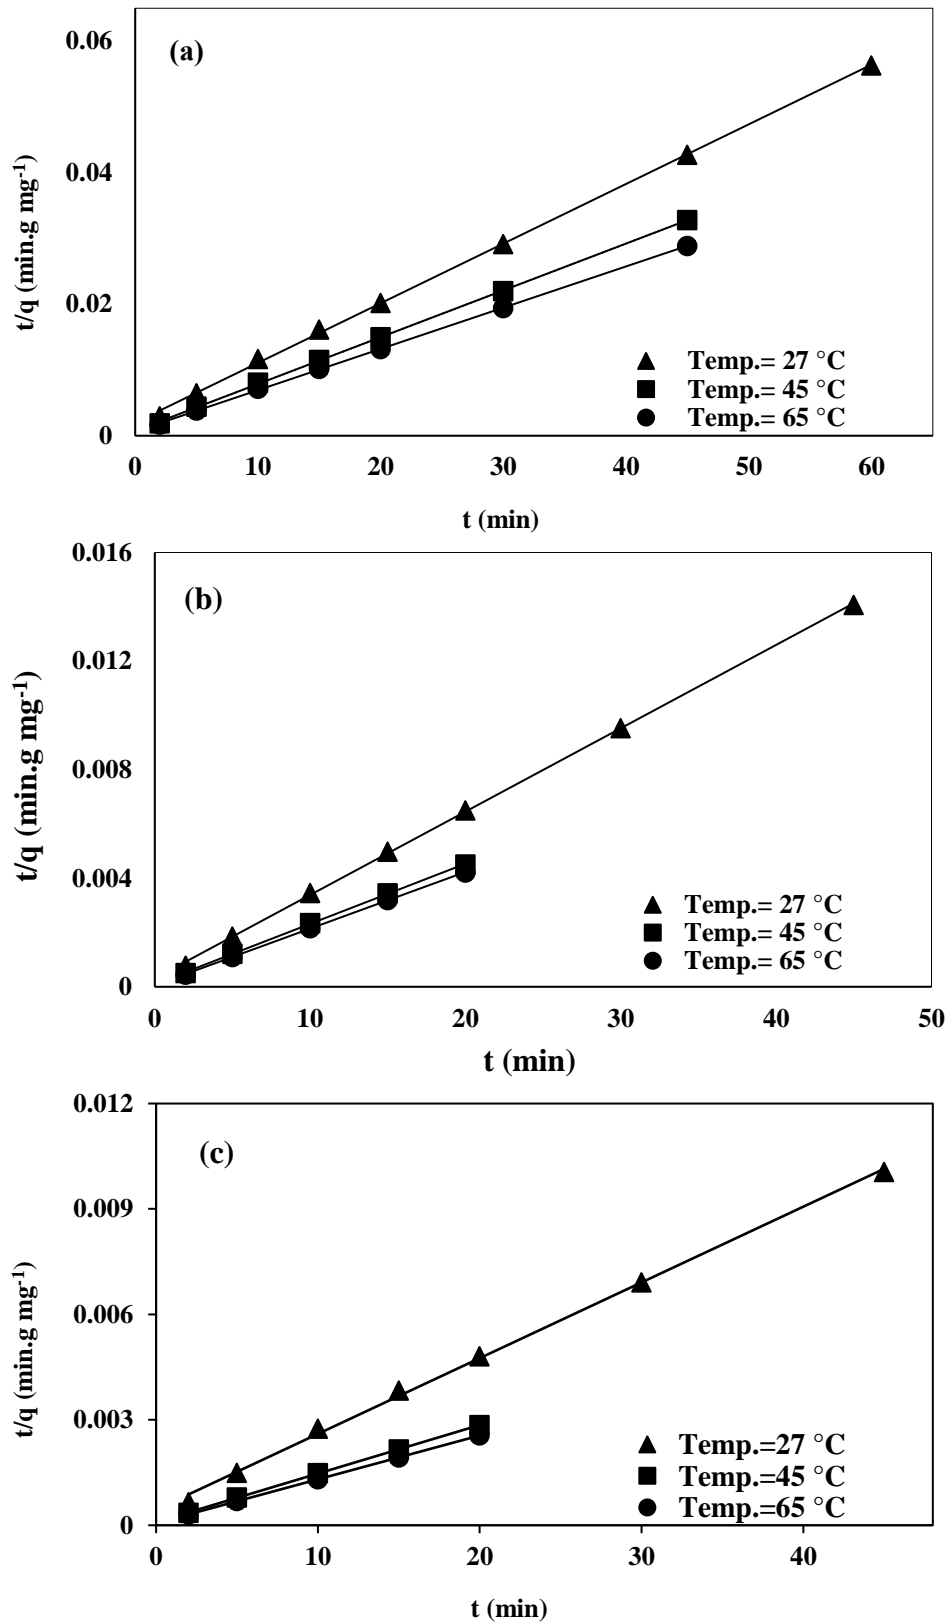 (a)
0.06
0.04
0.02
0
t/q (min.g mg-1)
Temp.= 27 °C
Temp.= 45 °C
Temp.= 65 °C
0 10 20 30 40 50 60
t (min)
(b)
0.016
0.012
0.008
0.004
0
t/q (min.g mg-1)
Temp.= 27 °C
Temp.= 45 °C
Temp.= 65 °C
0 10 20 30 40 50
t (min)
(c)
0.012
0.009
0.006
0.003
0
t/q (min.g mg-1)
Temp.=27 °C
Temp.=45 °C
Temp.=65 °C
0 10 20 30 40
t (min)